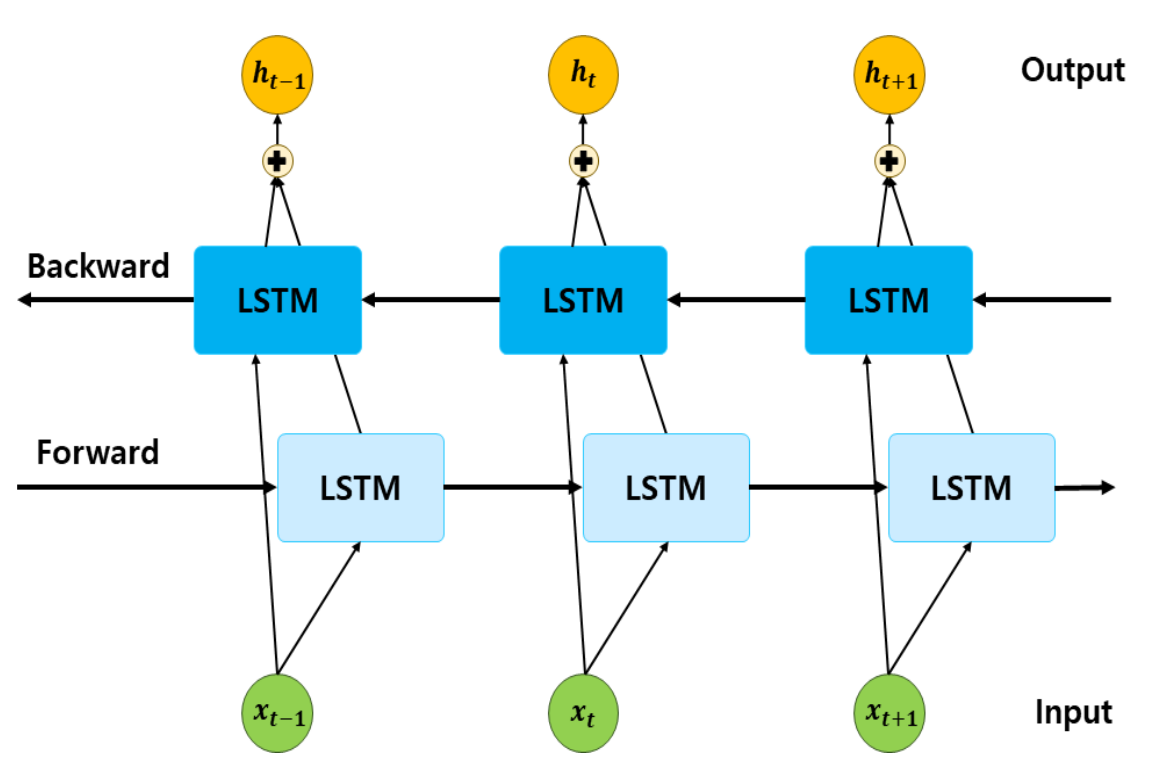 h_{t-1} h_t h_{t+1} Output
✚ ✚ ✚
Backward
LSTM LSTM LSTM
Forward
LSTM LSTM LSTM
x_{t-1} x_t x_{t+1} Input